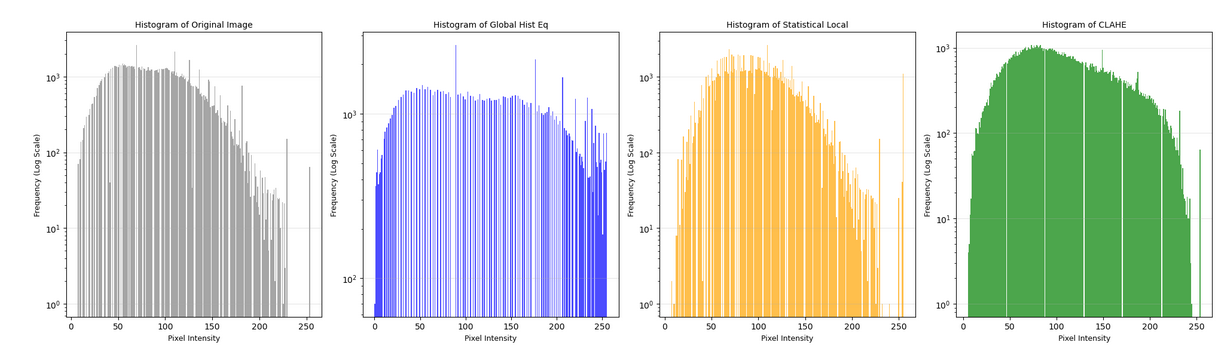 Histogram of Original Image
Frequency (Log Scale)
10³
10²
10¹
10⁰
0 50 100 150 200 250
Pixel Intensity
Histogram of Global Hist Eq
Frequency (Log Scale)
10³
10²
0 50 100 150 200 250
Pixel Intensity
Histogram of Statistical Local
Frequency (Log Scale)
10³
10²
10¹
10⁰
0 50 100 150 200 250
Pixel Intensity
Histogram of CLAHE
Frequency (Log Scale)
10³
10²
10¹
10⁰
0 50 100 150 200 250
Pixel Intensity